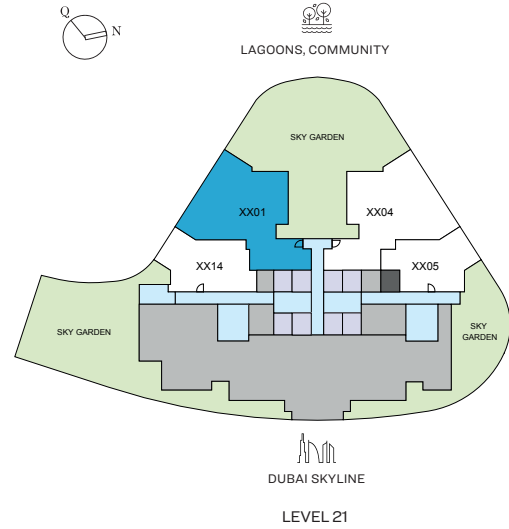 Q
N
LAGOONS, COMMUNITY
SKY GARDEN
XX01
XX04
XX14
XX05
SKY GARDEN
SKY
GARDEN
DUBAI SKYLINE
LEVEL 21